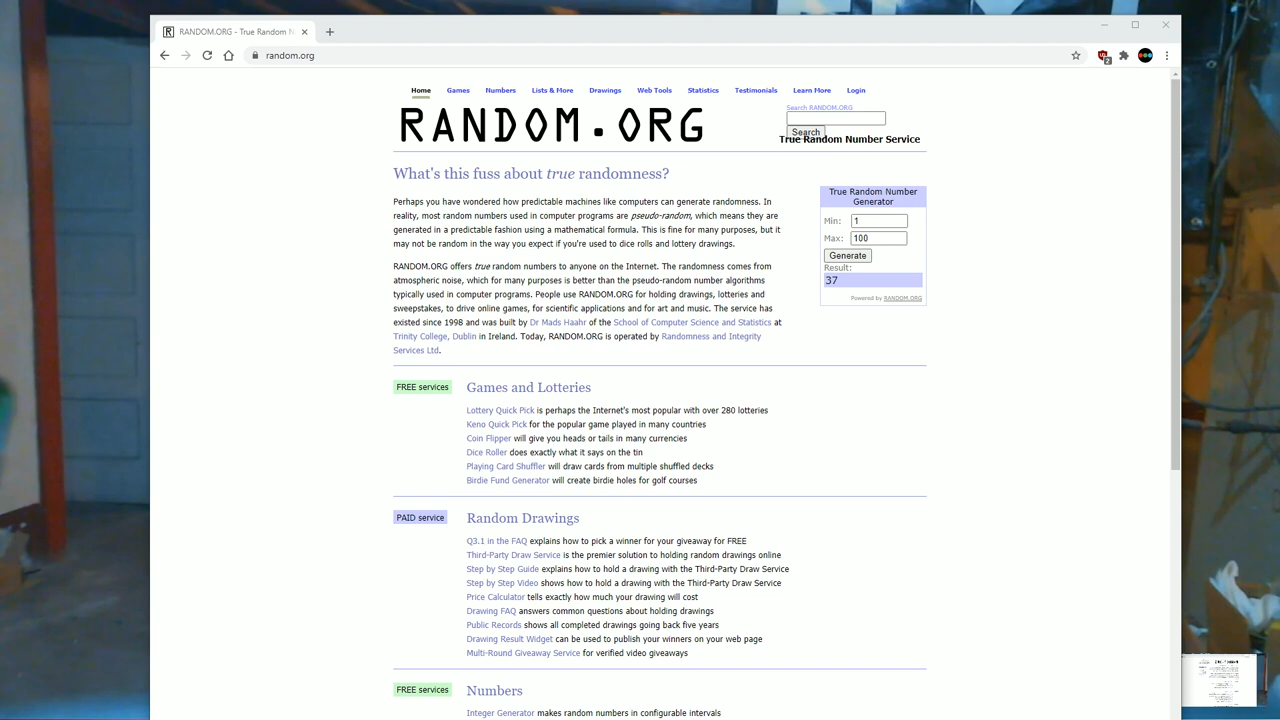 RANDOM.ORG - True Random N
random.org
2
Home Games Numbers Lists & More Drawings Web Tools Statistics Testimonials Learn More Login
RANDOM.ORG
Search RANDOM.ORG
Search
True Random Number Service
What's this fuss about true randomness?
Perhaps you have wondered how predictable machines like computers can generate randomness. In
reality, most random numbers used in computer programs are pseudo-random, which means they are
generated in a predictable fashion using a mathematical formula. This is fine for many purposes, but it
may not be random in the way you expect if you're used to dice rolls and lottery drawings.
RANDOM.ORG offers true random numbers to anyone on the Internet. The randomness comes from
atmospheric noise, which for many purposes is better than the pseudo-random number algorithms
typically used in computer programs. People use RANDOM.ORG for holding drawings, lotteries and
sweepstakes, to drive online games, for scientific applications and for art and music. The service has
existed since 1998 and was built by Dr Mads Haahr of the School of Computer Science and Statistics at
Trinity College, Dublin in Ireland. Today, RANDOM.ORG is operated by Randomness and Integrity
Services Ltd.
True Random Number
Generator
Min: 1
Max: 100
Generate
Result:
37
Powered by RANDOM.ORG
FREE services
Games and Lotteries
Lottery Quick Pick is perhaps the Internet's most popular with over 280 lotteries
Keno Quick Pick for the popular game played in many countries
Coin Flipper will give you heads or tails in many currencies
Dice Roller does exactly what it says on the tin
Playing Card Shuffler will draw cards from multiple shuffled decks
Birdie Fund Generator will create birdie holes for golf courses
PAID service
Random Drawings
Q3.1 in the FAQ explains how to pick a winner for your giveaway for FREE
Third-Party Draw Service is the premier solution to holding random drawings online
Step by Step Guide explains how to hold a drawing with the Third-Party Draw Service
Step by Step Video shows how to hold a drawing with the Third-Party Draw Service
Price Calculator tells exactly how much your drawing will cost
Drawing FAQ answers common questions about holding drawings
Public Records shows all completed drawings going back five years
Drawing Result Widget can be used to publish your winners on your web page
Multi-Round Giveaway Service for verified video giveaways
FREE services
Numbers
Integer Generator makes random numbers in configurable intervals